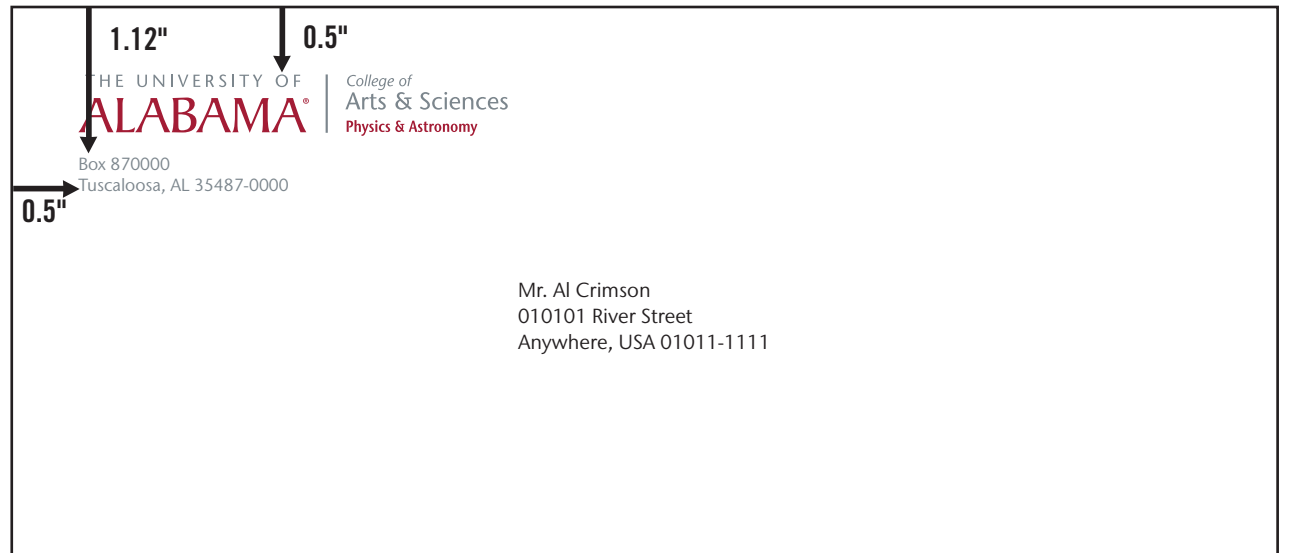 1.12"
0.5"
THE UNIVERSITY OF
ALABAMA®
College of
Arts & Sciences
Physics & Astronomy
Box 870000
Tuscaloosa, AL 35487-0000
0.5"
Mr. Al Crimson
010101 River Street
Anywhere, USA 01011-1111